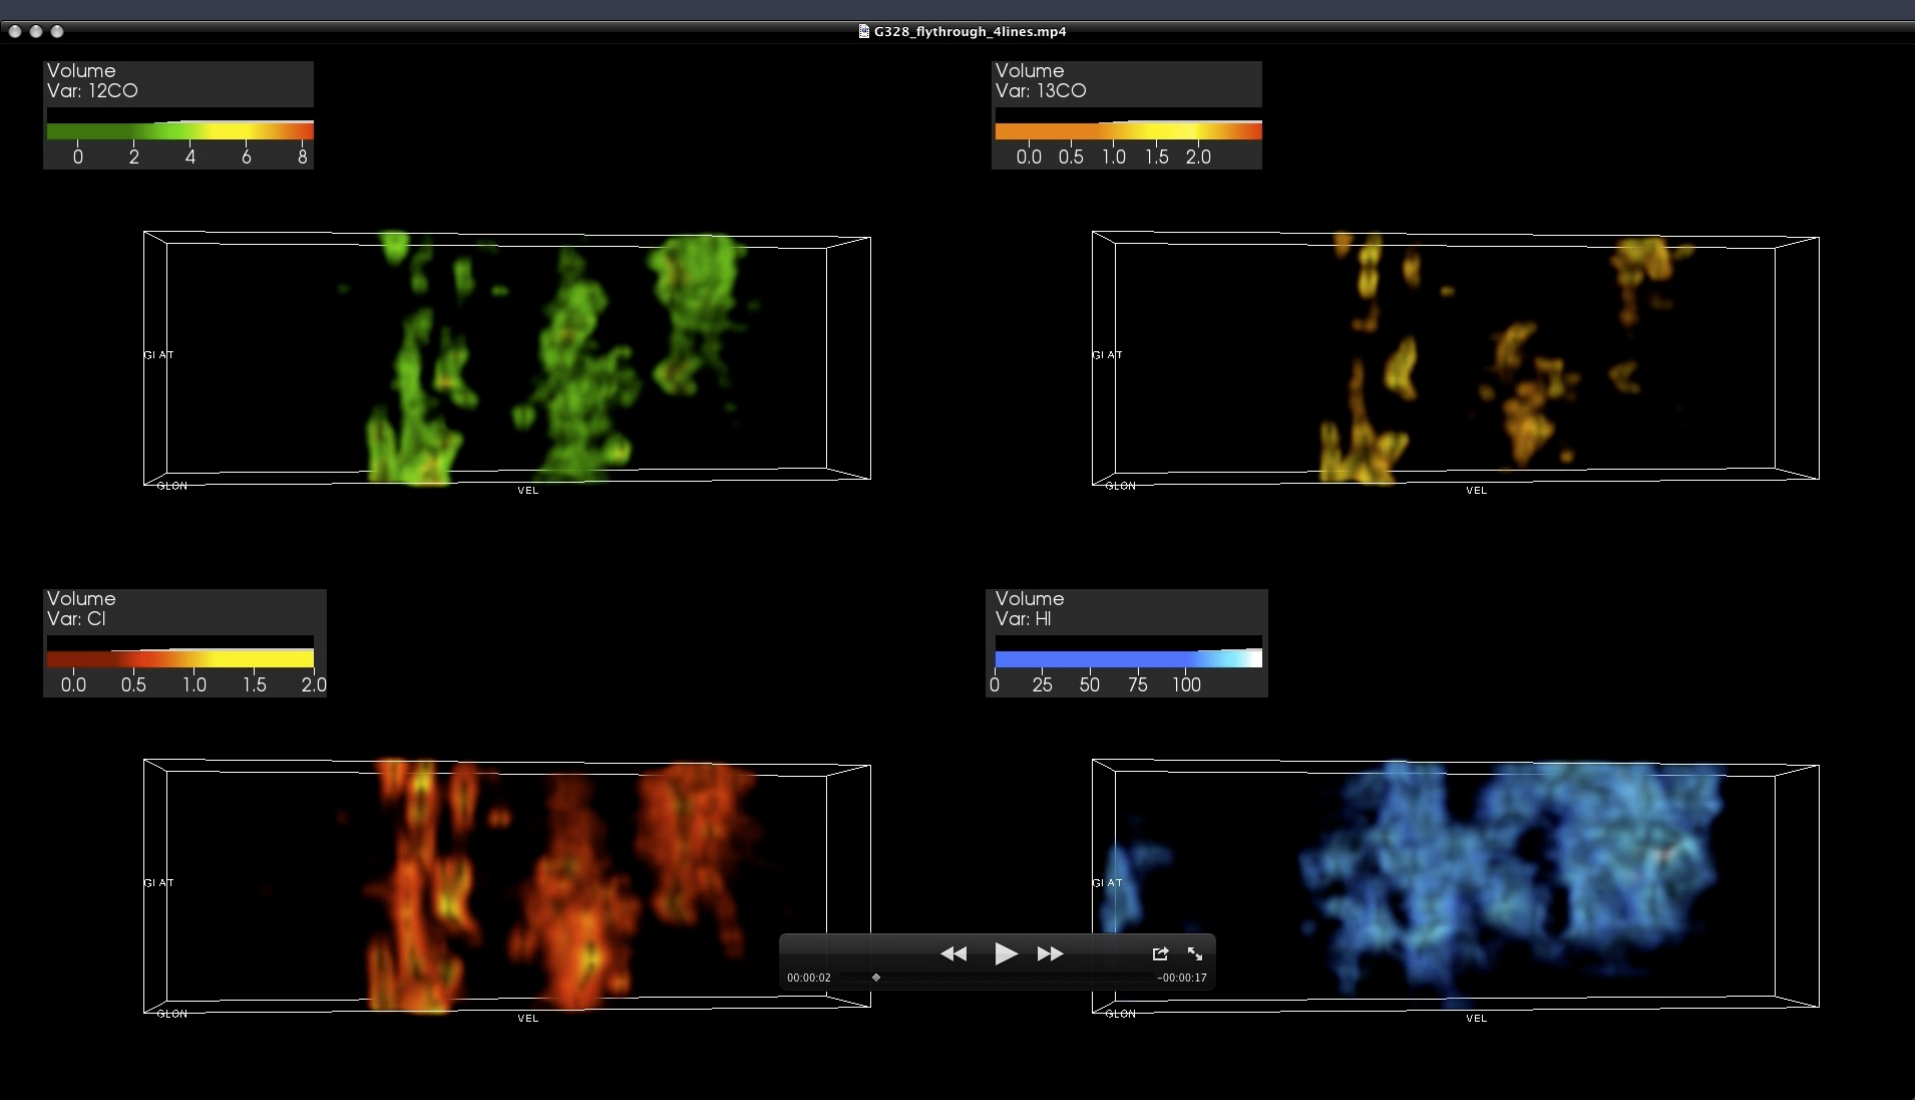 G328_flythrough_4lines.mp4
Volume
Var: 12CO
0 2 4 6 8
Volume
Var: 13CO
0.0 0.5 1.0 1.5 2.0
GLAT
GLON
VEL
GLAT
GLON
VEL
Volume
Var: CI
0.0 0.5 1.0 1.5 2.0
Volume
Var: HI
0 25 50 75 100
GLAT
GLON
VEL
GLAT
GLON
VEL
00:00:02
-00:00:17